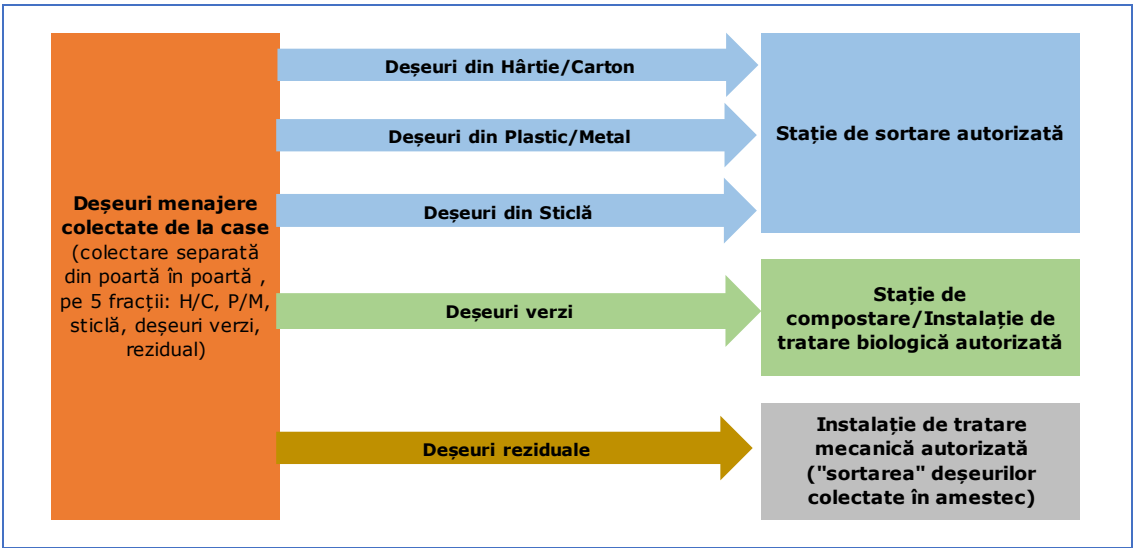 Deșeuri menajere
colectate de la case
(colectare separată
din poartă în poartă ,
pe 5 fracții: H/C, P/M,
sticlă, deșeuri verzi,
rezidual)
Deșeuri din Hârtie/Carton
Deșeuri din Plastic/Metal
Deșeuri din Sticlă
Stație de sortare autorizată
Deșeuri verzi
Stație de
compostare/Instalație de
tratare biologică autorizată
Deșeuri reziduale
Instalație de tratare
mecanică autorizată
("sortarea" deșeurilor
colectate în amestec)